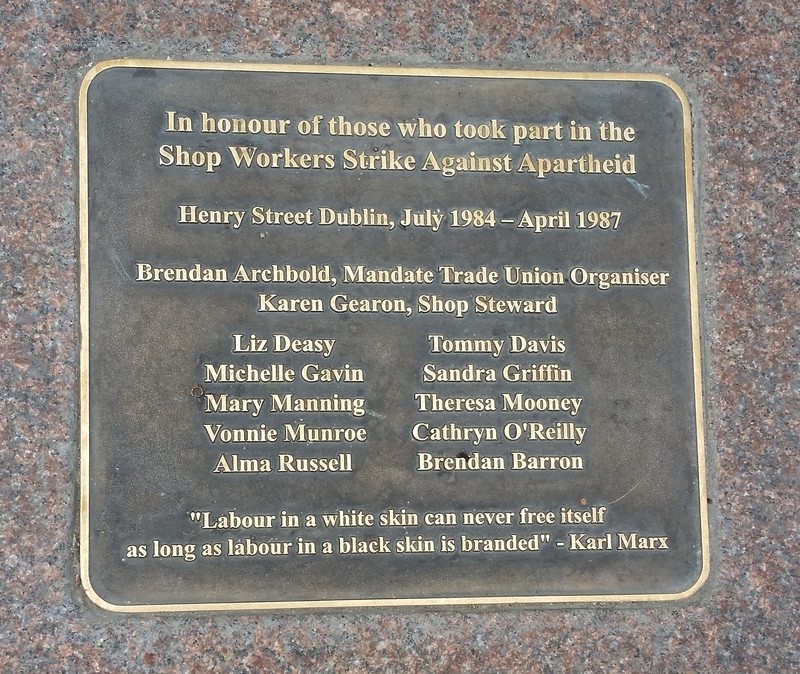 In honour of those who took part in the
Shop Workers Strike Against Apartheid
Henry Street Dublin, July 1984 – April 1987
Brendan Archbold, Mandate Trade Union Organiser
Karen Gearon, Shop Steward
Liz Deasy
Michelle Gavin
Mary Manning
Vonnie Munroe
Alma Russell
Tommy Davis
Sandra Griffin
Theresa Mooney
Cathryn O'Reilly
Brendan Barron
"Labour in a white skin can never free itself
as long as labour in a black skin is branded" - Karl Marx